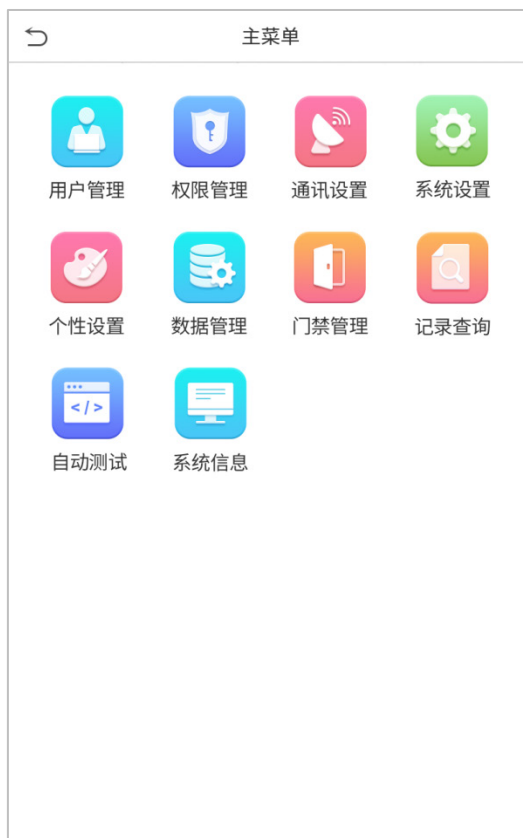 主菜单
用户管理 权限管理 通讯设置 系统设置
个性设置 数据管理 门禁管理 记录查询
</>
自动测试 系统信息